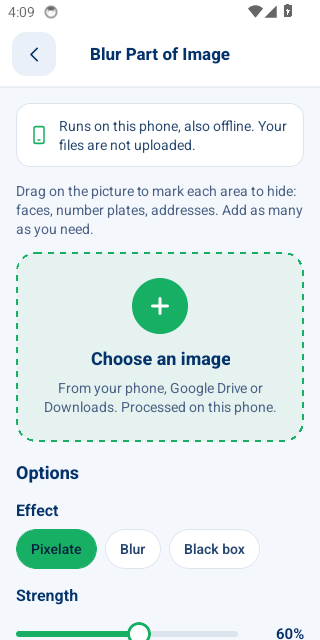 4:09
Blur Part of Image
Runs on this phone, also offline. Your
files are not uploaded.
Drag on the picture to mark each area to hide:
faces, number plates, addresses. Add as many
as you need.
Choose an image
From your phone, Google Drive or
Downloads. Processed on this phone.
Options
Effect
Pixelate Blur Black box
Strength
60%